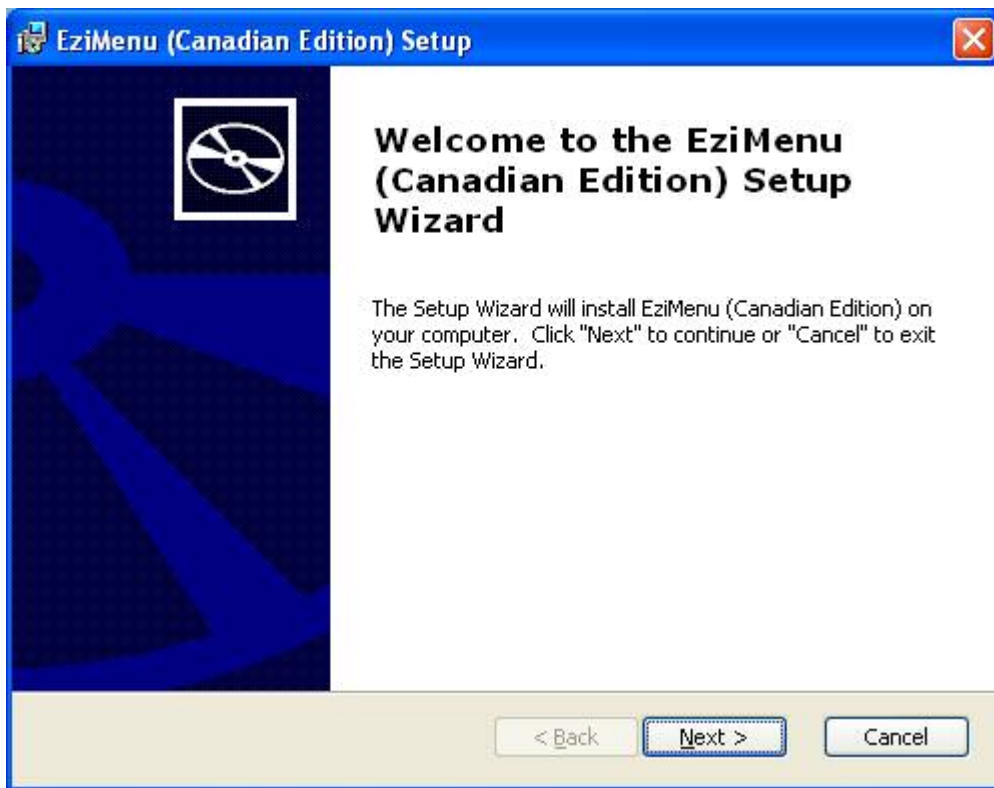 EziMenu (Canadian Edition) Setup
Welcome to the EziMenu
(Canadian Edition) Setup
Wizard
The Setup Wizard will install EziMenu (Canadian Edition) on
your computer. Click "Next" to continue or "Cancel" to exit
the Setup Wizard.
< Back
Next >
Cancel